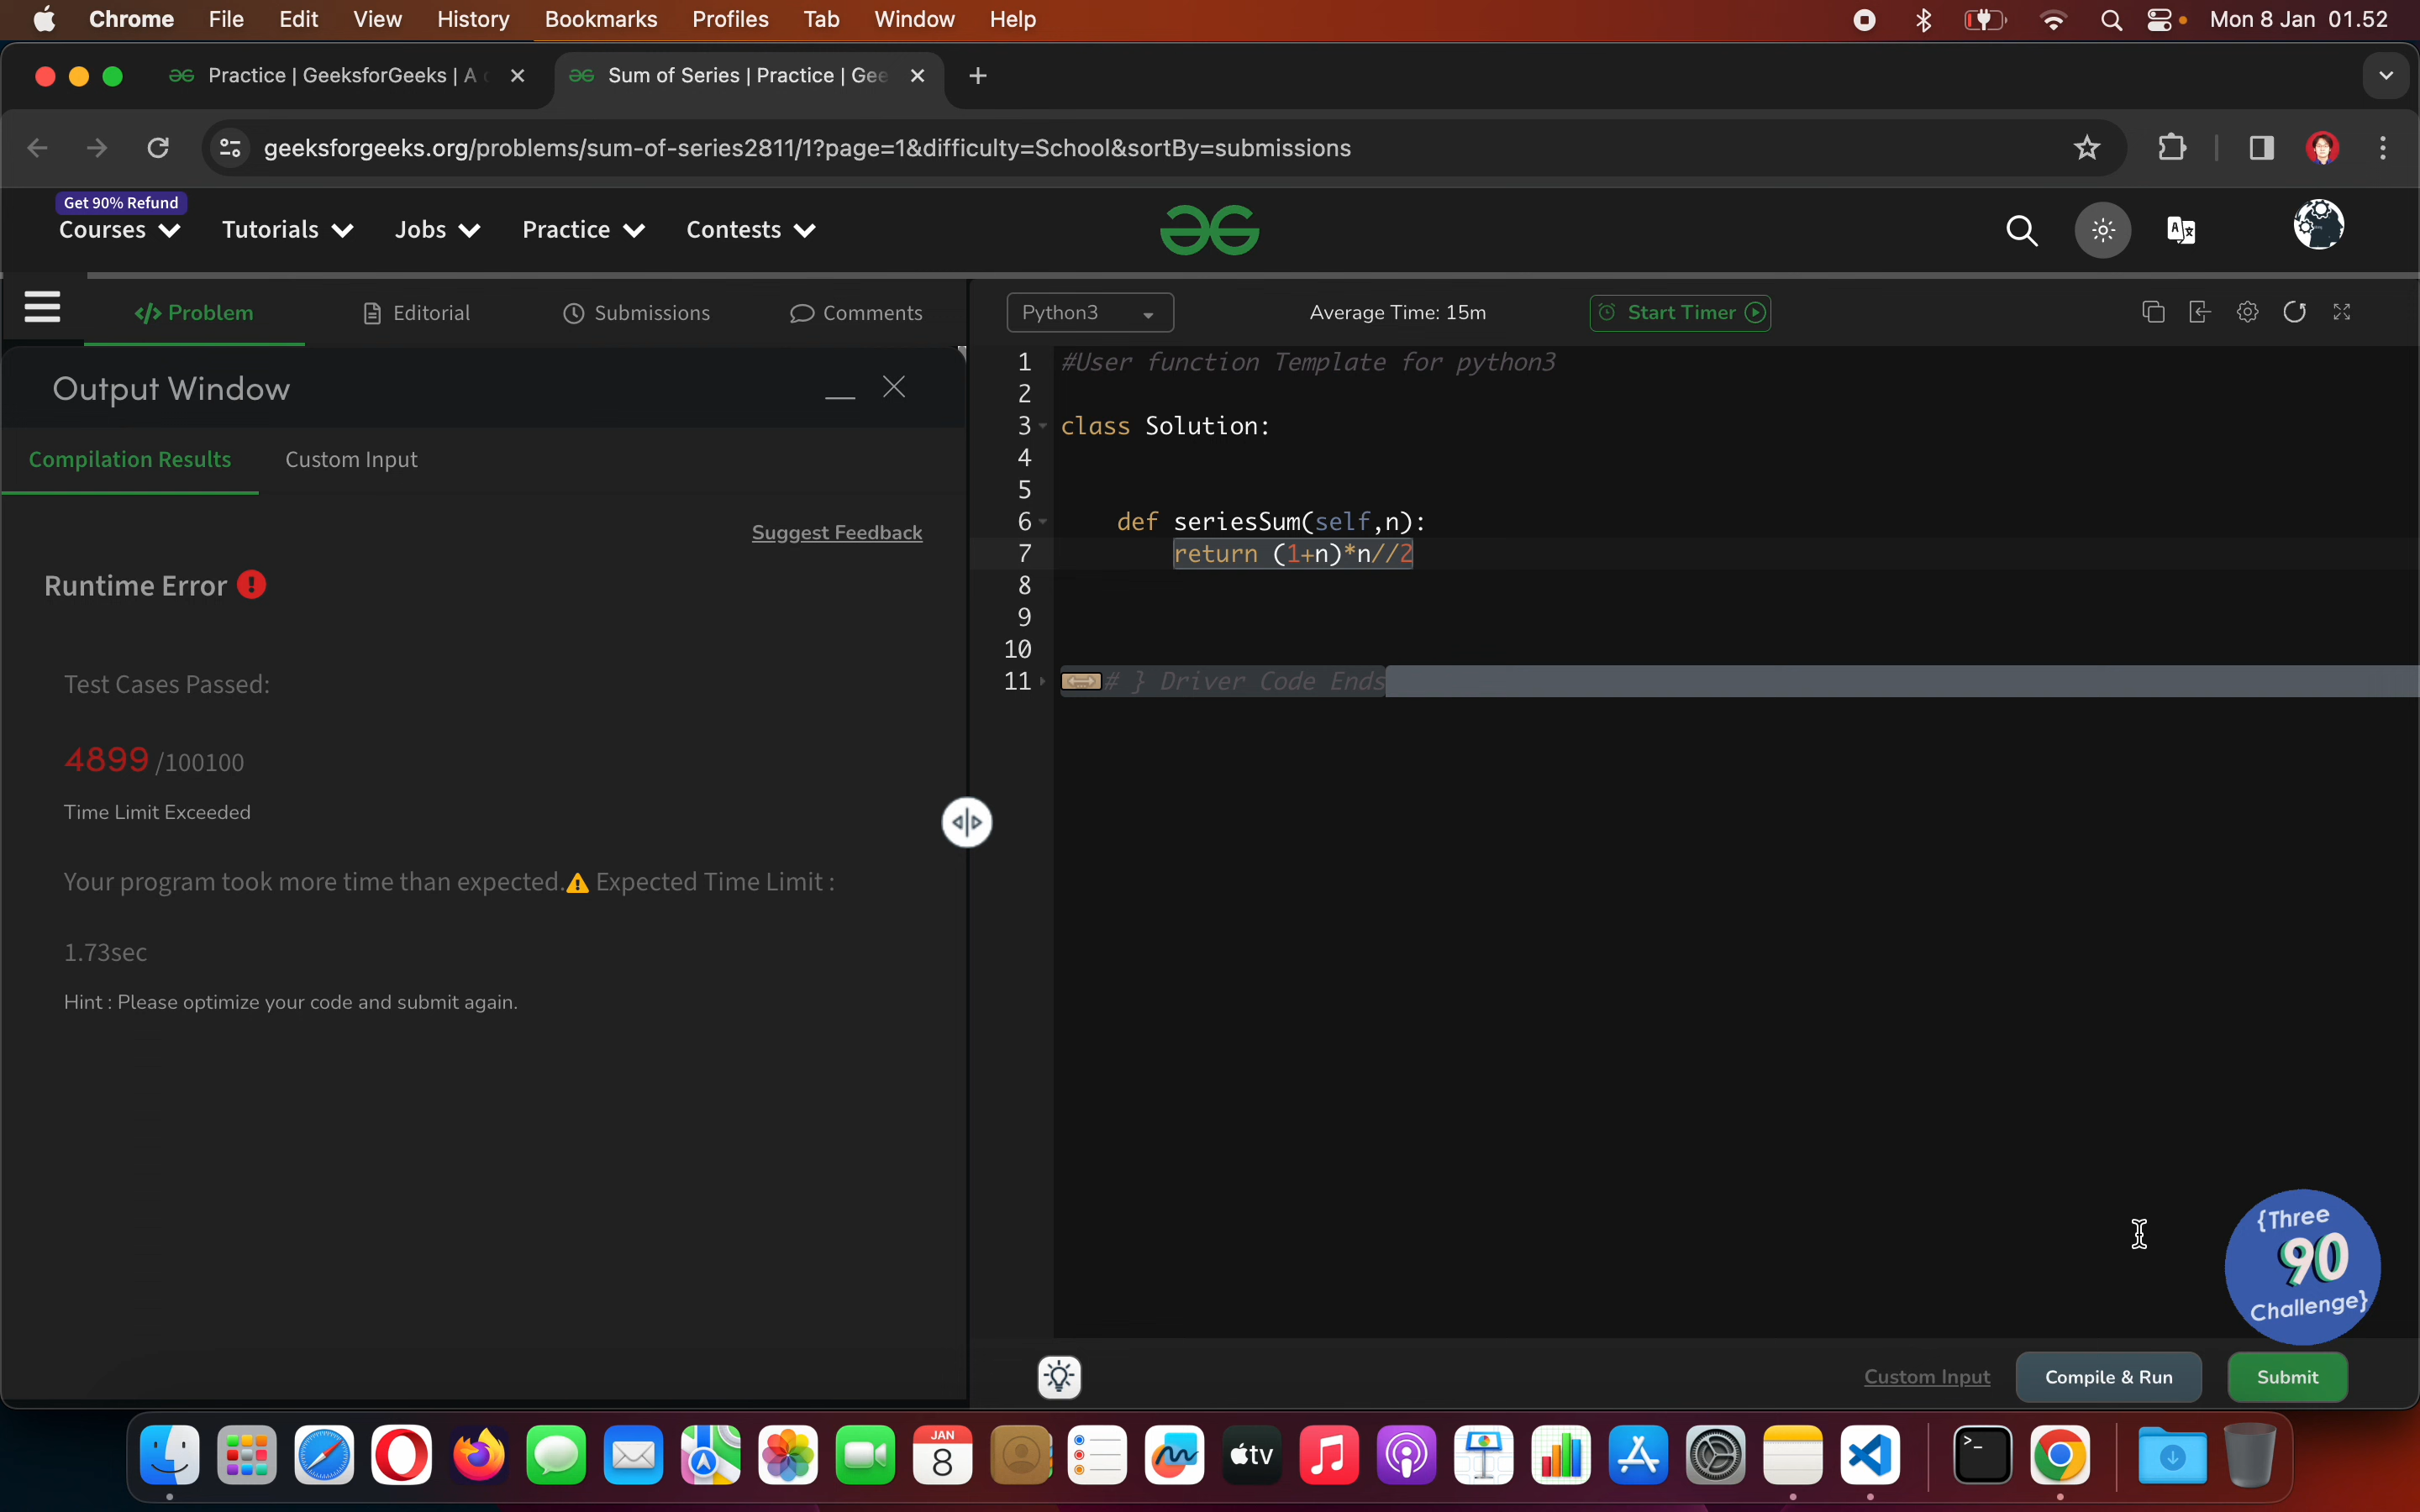 Chrome File Edit View History Bookmarks Profiles Tab Window Help Mon 8 Jan 01.52
Practice | GeeksforGeeks | A Sum of Series | Practice | Gee
geeksforgeeks.org/problems/sum-of-series2811/1?page=1&difficulty=School&sortBy=submissions
Get 90% Refund
Courses Tutorials Jobs Practice Contests
</> Problem Editorial Submissions Comments
Python3 Average Time: 15m Start Timer
Output Window
Compilation Results Custom Input
Suggest Feedback
Runtime Error
Test Cases Passed:
4899 /100100
Time Limit Exceeded
Your program took more time than expected. Expected Time Limit :
1.73sec
Hint : Please optimize your code and submit again.
1 #User function Template for python3
2
3 class Solution:
4
5
6 def seriesSum(self,n):
7 return (1+n)*n//2
8
9
10
11 # } Driver Code Ends
{Three
90
Challenge}
Custom Input Compile & Run Submit
JAN
8
tv